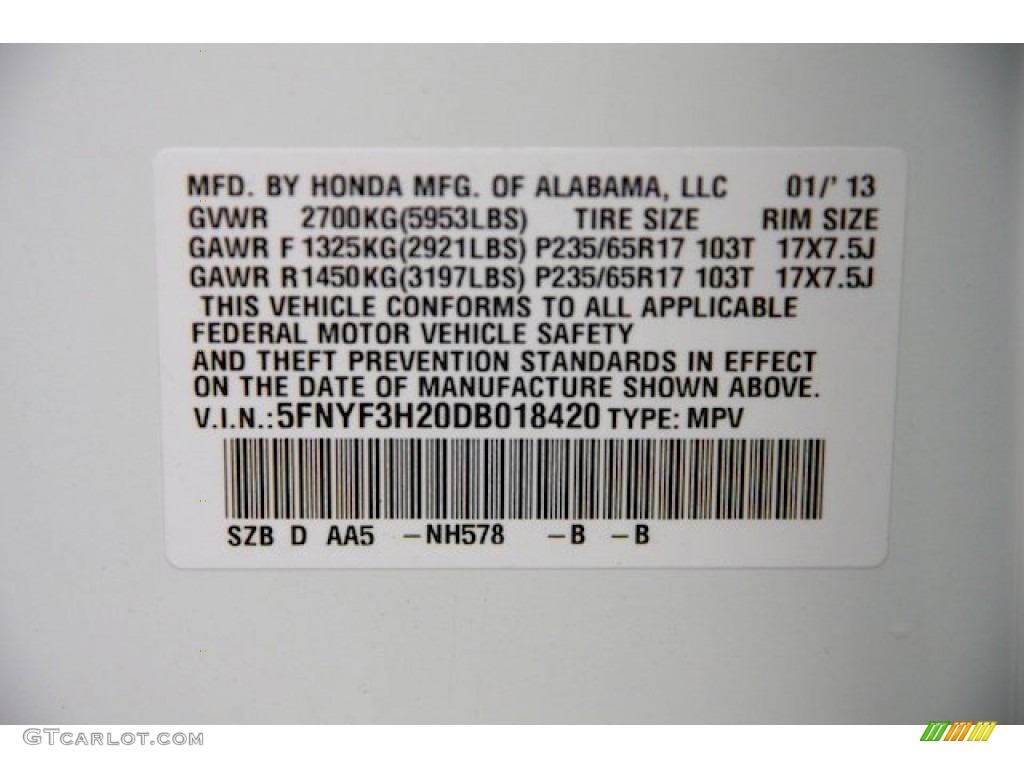 MFD. BY HONDA MFG. OF ALABAMA, LLC 01/' 13
GVWR 2700KG(5953LBS) TIRE SIZE RIM SIZE
GAWR F 1325KG(2921LBS) P235/65R17 103T 17X7.5J
GAWR R1450KG(3197LBS) P235/65R17 103T 17X7.5J
THIS VEHICLE CONFORMS TO ALL APPLICABLE
FEDERAL MOTOR VEHICLE SAFETY
AND THEFT PREVENTION STANDARDS IN EFFECT
ON THE DATE OF MANUFACTURE SHOWN ABOVE.
V.I.N.:5FNYF3H20DB018420 TYPE: MPV
SZB D AA5 -NH578 -B -B
GTCARLOT.COM